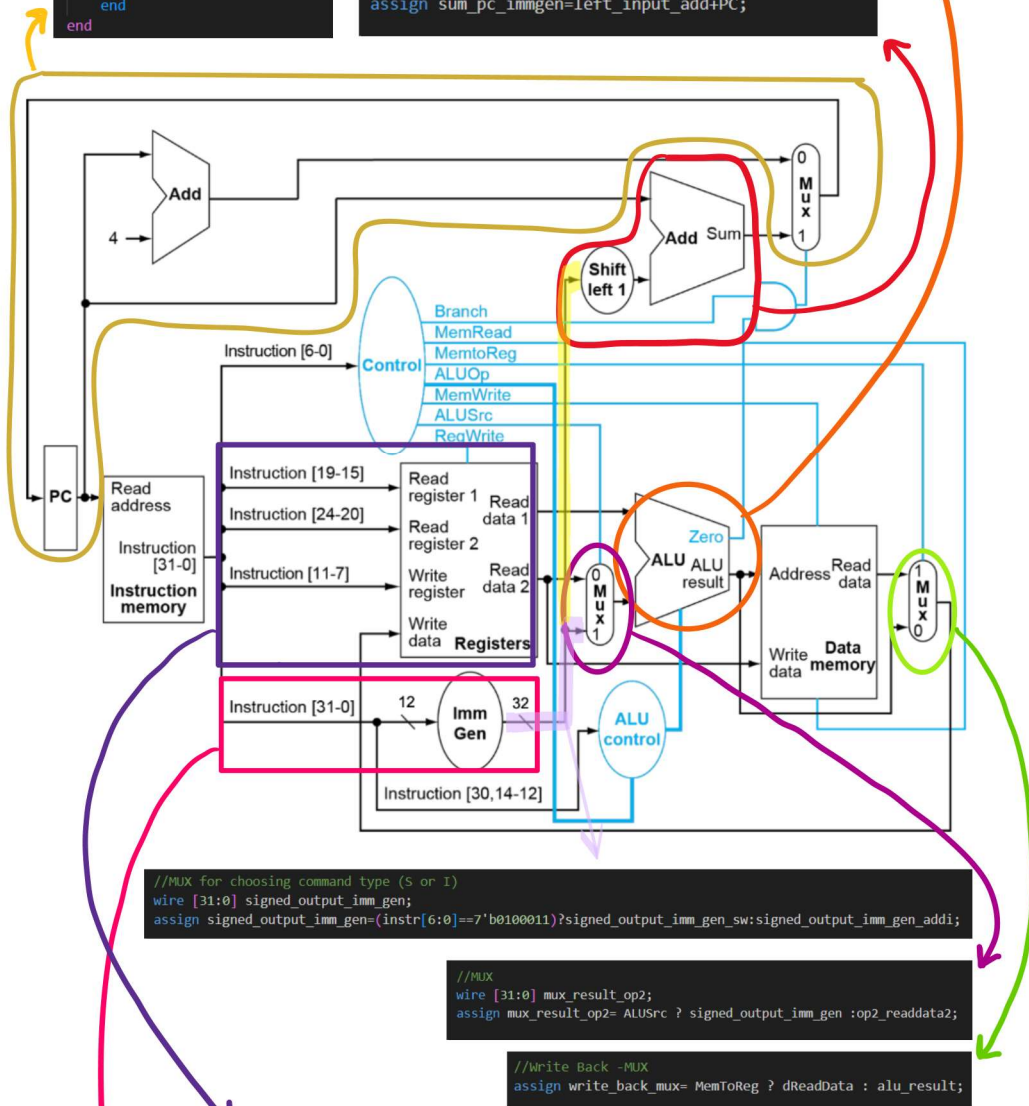 end
end
assign sum_pc_immgen=left_input_add+PC;
0
M
u
x
1
Add
4
Add Sum
Shift
left 1
Branch
MemRead
Instruction [6-0]
Control
MemtoReg
ALUOp
MemWrite
ALUSrc
RegWrite
PC
Read
address
Instruction
[31-0]
Instruction
memory
Instruction [19-15]
Instruction [24-20]
Instruction [11-7]
Read
register 1
Read
data 1
Read
register 2
Write
register
Read
data 2
Write
data
Registers
0
M
u
x
1
Zero
ALU
ALU
result
Address
Read
data
Write
data
Data
memory
1
M
u
x
0
Instruction [31-0]
12
Imm
Gen
32
ALU
control
Instruction [30,14-12]
//MUX for choosing command type (S or I)
wire [31:0] signed_output_imm_gen;
assign signed_output_imm_gen=(instr[6:0]==7'b0100011)?signed_output_imm_gen_sw:signed_output_imm_gen_addi;
//MUX
wire [31:0] mux_result_op2;
assign mux_result_op2= ALUSrc ? signed_output_imm_gen :op2_readdata2;
//Write Back -MUX
assign write_back_mux= MemToReg ? dReadData : alu_result;